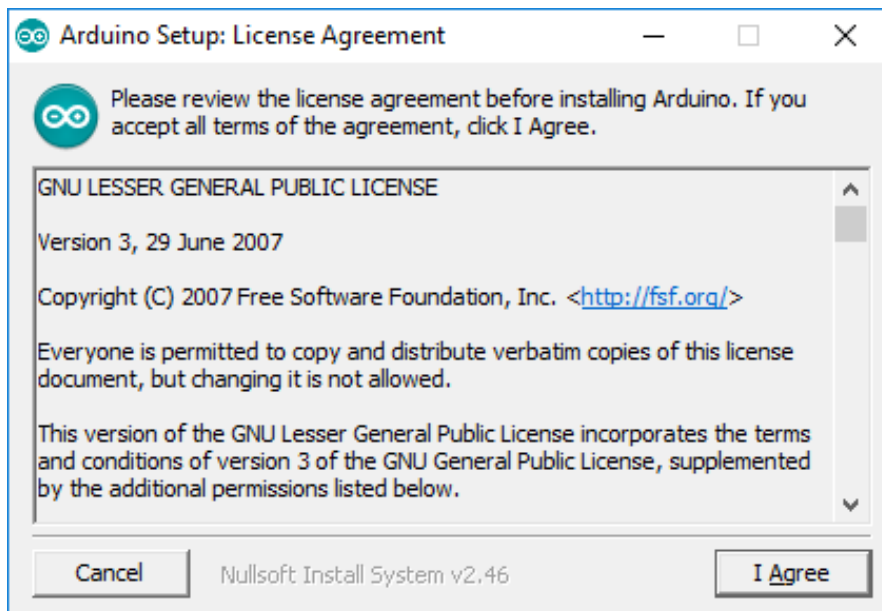 Arduino Setup: License Agreement
Please review the license agreement before installing Arduino. If you
accept all terms of the agreement, click I Agree.
GNU LESSER GENERAL PUBLIC LICENSE
Version 3, 29 June 2007
Copyright (C) 2007 Free Software Foundation, Inc. <http://fsf.org/>
Everyone is permitted to copy and distribute verbatim copies of this license
document, but changing it is not allowed.
This version of the GNU Lesser General Public License incorporates the terms
and conditions of version 3 of the GNU General Public License, supplemented
by the additional permissions listed below.
Cancel Nullsoft Install System v2.46 I Agree